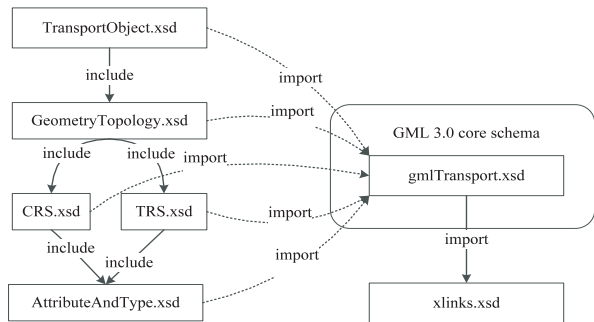 TransportObject.xsd
include
import
GeometryTopology.xsd
import
GML 3.0 core schema
include
include
import
gmlTransport.xsd
CRS.xsd
TRS.xsd
import
import
include
include
import
AttributeAndType.xsd
xlinks.xsd